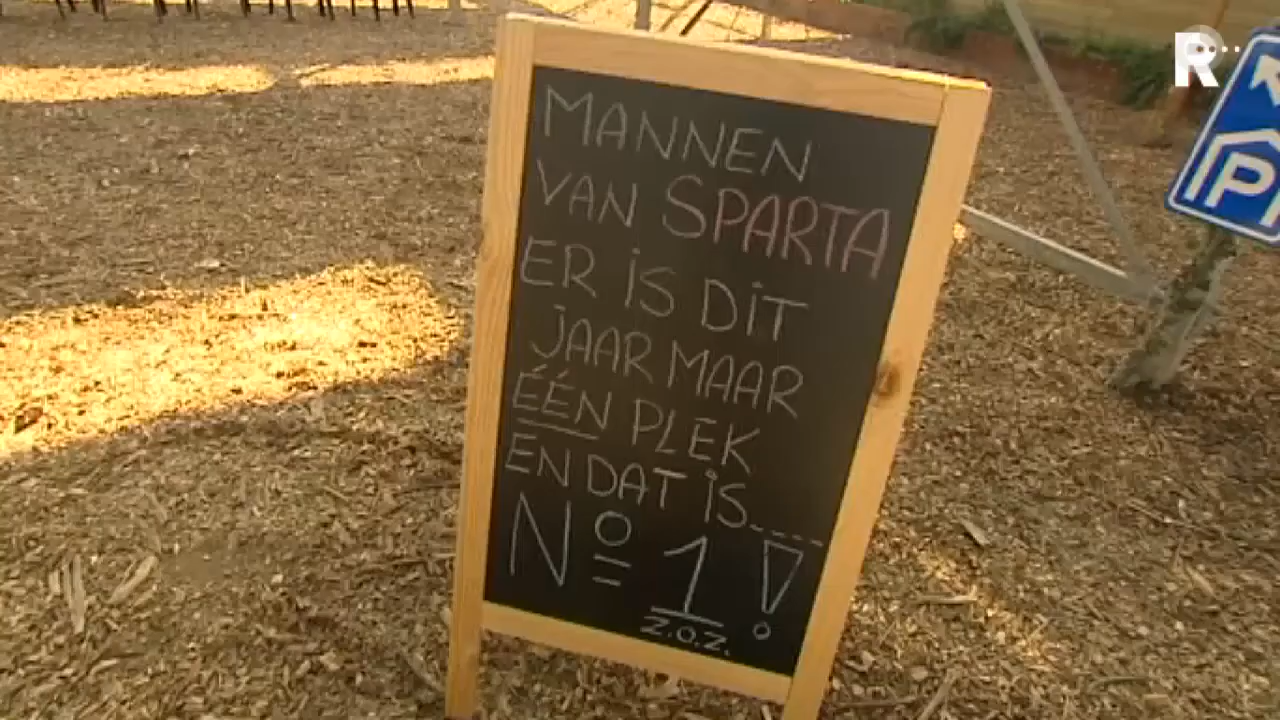 R
MANNEN
VAN SPARTA
ER iS DiT
JAAR MAAR
ÉÉN PLEK
EN DAT iS....
Nº 1 !
z.o.z.
P